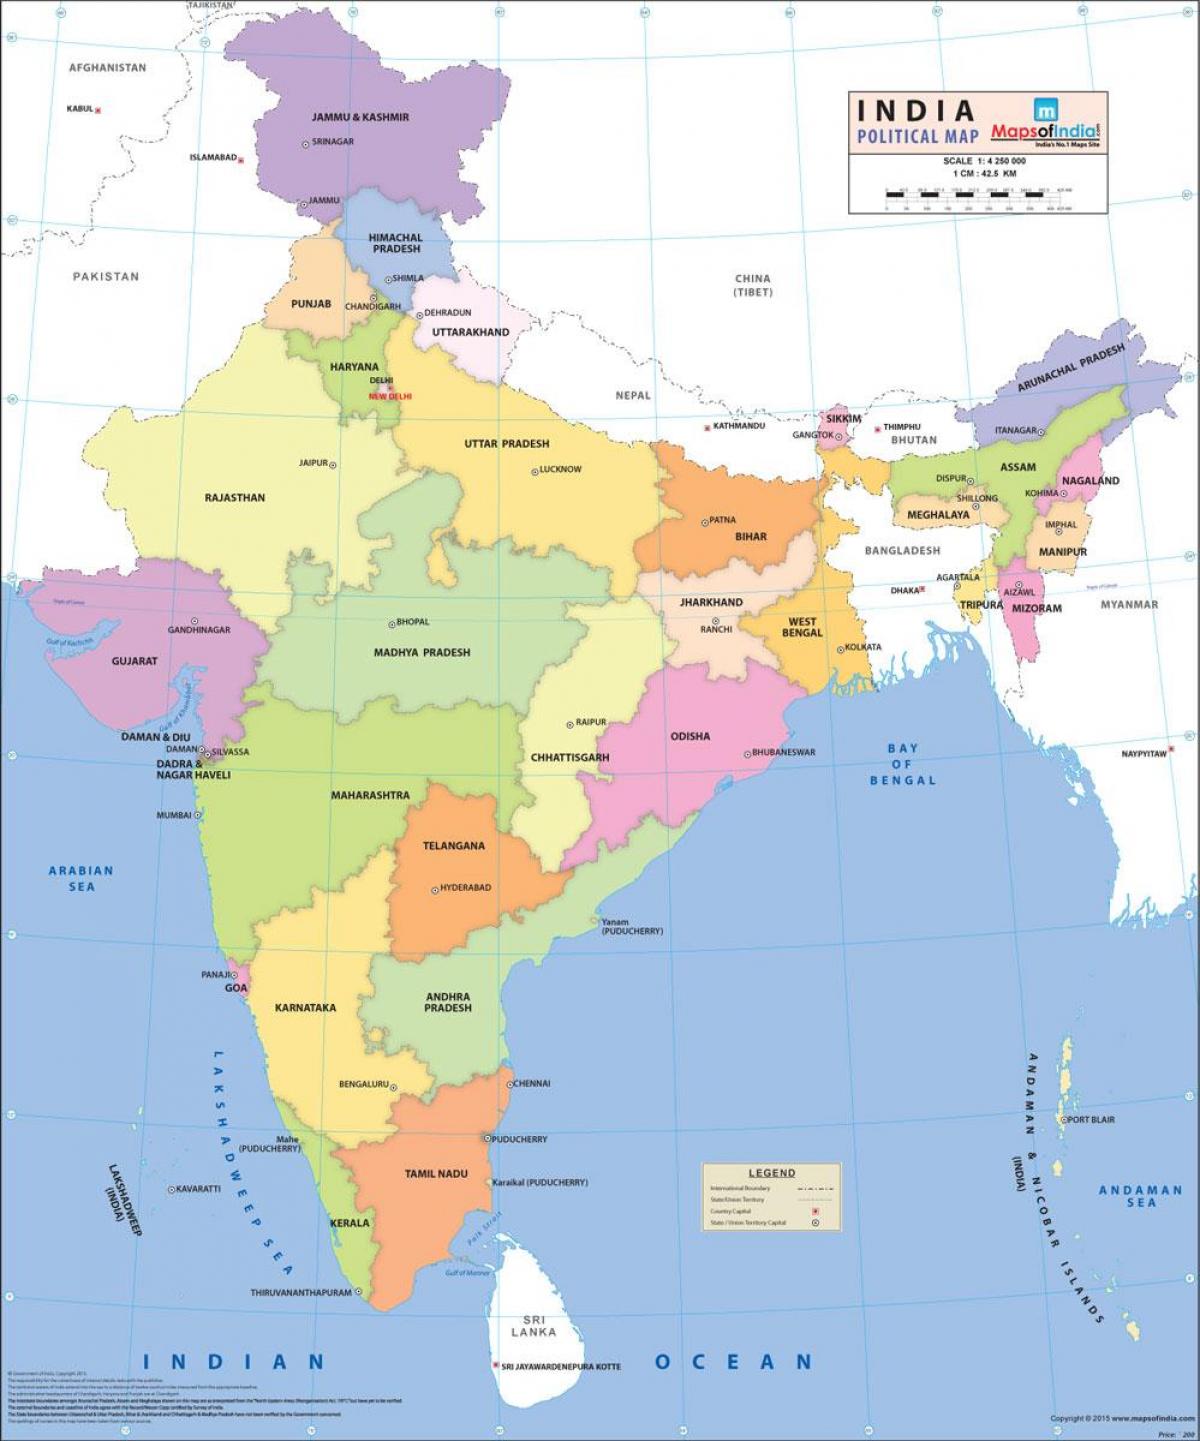 TAJIKISTAN
AFGHANISTAN
KABUL
ISLAMABAD
JAMMU & KASHMIR
SRINAGAR
JAMMU
INDIA
POLITICAL MAP
m
MapsofIndia.com
India's No.1 Maps Site
SCALE 1: 4 250 000
1 CM : 42.5 KM
PAKISTAN
HIMACHAL
PRADESH
SHIMLA
PUNJAB
CHANDIGARH
DEHRADUN
UTTARAKHAND
CHINA
(TIBET)
HARYANA
DELHI
NEW DELHI
NEPAL
KATHMANDU
ARUNACHAL PRADESH
ITANAGAR
SIKKIM
GANGTOK
THIMPHU
BHUTAN
UTTAR PRADESH
LUCKNOW
JAIPUR
RAJASTHAN
ASSAM
DISPUR
NAGALAND
KOHIMA
SHILLONG
MEGHALAYA
PATNA
BIHAR
IMPHAL
MANIPUR
BANGLADESH
DHAKA
AGARTALA
TRIPURA
AIZAWL
MIZORAM
Tropic of Cancer
MYANMAR
Tropic of Cancer
Gulf of Kachchh
GANDHINAGAR
GUJARAT
Gulf of Khambhat
BHOPAL
MADHYA PRADESH
JHARKHAND
RANCHI
WEST
BENGAL
KOLKATA
RAIPUR
CHHATTISGARH
ODISHA
BHUBANESWAR
DAMAN & DIU
DAMAN
SILVASSA
DADRA &
NAGAR HAVELI
BAY
OF
BENGAL
NAYPYITAW
MUMBAI
MAHARASHTRA
TELANGANA
HYDERABAD
ARABIAN
SEA
Yanam
(PUDUCHERRY)
PANAJI
GOA
KARNATAKA
ANDHRA
PRADESH
BENGALURU
CHENNAI
LAKSHADWEEP SEA
Mahe
(PUDUCHERRY)
PUDUCHERRY
TAMIL NADU
Karaikal (PUDUCHERRY)
LAKSHADWEEP
(INDIA)
KAVARATTI
KERALA
Palk Strait
Gulf of Mannar
THIRUVANANTHAPURAM
SRI
LANKA
SRI JAYAWARDENEPURA KOTTE
LEGEND
International Boundary
State/Union Territory
Country Capital
State / Union Territory Capital
ANDAMAN & NICOBAR ISLANDS
(INDIA)
PORT BLAIR
ANDAMAN
SEA
INDIAN OCEAN
Copyright © 2015 www.mapsofindia.com